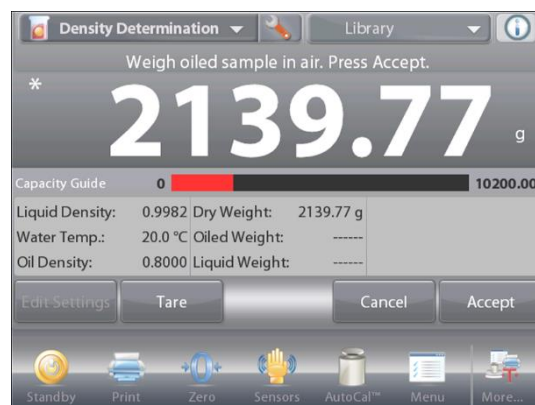 Density Determination Library
Weigh oiled sample in air. Press Accept.
* 2139.77 g
Capacity Guide 0 10200.00
Liquid Density: 0.9982 Dry Weight: 2139.77 g
Water Temp.: 20.0 °C Oiled Weight: ------
Oil Density: 0.8000 Liquid Weight: ------
Edit Settings Tare Cancel Accept
Standby Print Zero Sensors AutoCal™ Menu More...